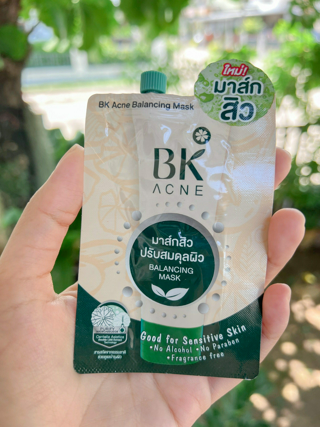 BK Acne Balancing Mask
ใหม่!
มาส์ก
สิว
BK
ACNE
มาส์กสิว
ปรับสมดุลผิว
BALANCING
MASK
Centella Asiatica
Good for Sensitive Skin
• No Alcohol • No Paraben
• Fragrance free